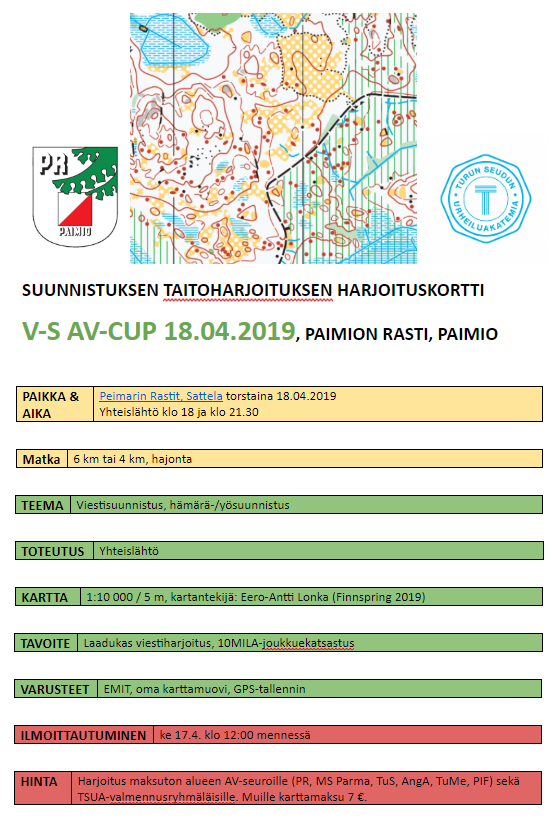 PR
PAIMIO
TURUN SEUDUN
T
URHEILUAKATEMIA
SUUNNISTUKSEN TAITOHARJOITUKSEN HARJOITUSKORTTI
V-S AV-CUP 18.04.2019, PAIMION RASTI, PAIMIO
PAIKKA & AIKA
Peimarin Rastit, Sattela torstaina 18.04.2019
Yhteislähtö klo 18 ja klo 21.30
Matka 6 km tai 4 km, hajonta
TEEMA Viestisuunnistus, hämärä-/yösuunnistus
TOTEUTUS Yhteislähtö
KARTTA 1:10 000 / 5 m, kartantekijä: Eero-Antti Lonka (Finnspring 2019)
TAVOITE Laadukas viestiharjoitus, 10MILA-joukkuekatsastus
VARUSTEET EMIT, oma karttamuovi, GPS-tallennin
ILMOITTAUTUMINEN ke 17.4. klo 12:00 mennessä
HINTA Harjoitus maksuton alueen AV-seuroille (PR, MS Parma, TuS, AngA, TuMe, PIF) sekä
TSUA-valmennusryhmäläisille. Muille karttamaksu 7 €.